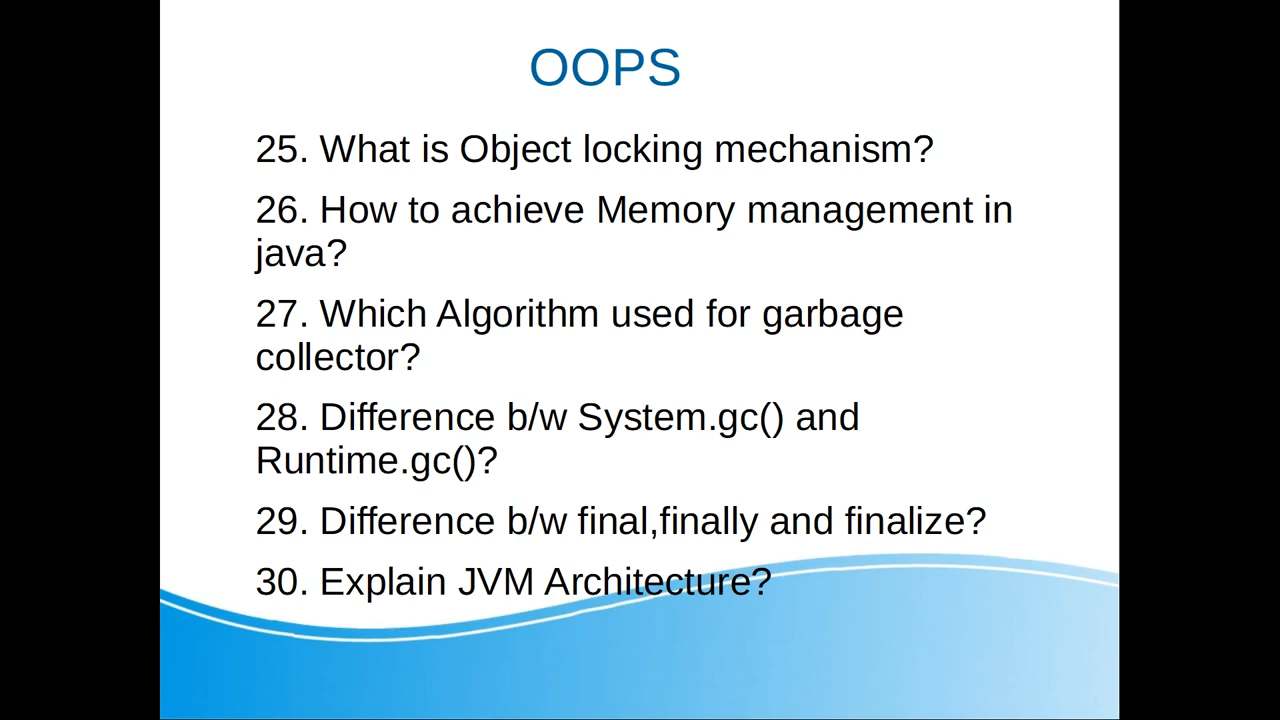 OOPS
25. What is Object locking mechanism?
26. How to achieve Memory management in
java?
27. Which Algorithm used for garbage
collector?
28. Difference b/w System.gc() and
Runtime.gc()?
29. Difference b/w final,finally and finalize?
30. Explain JVM Architecture?